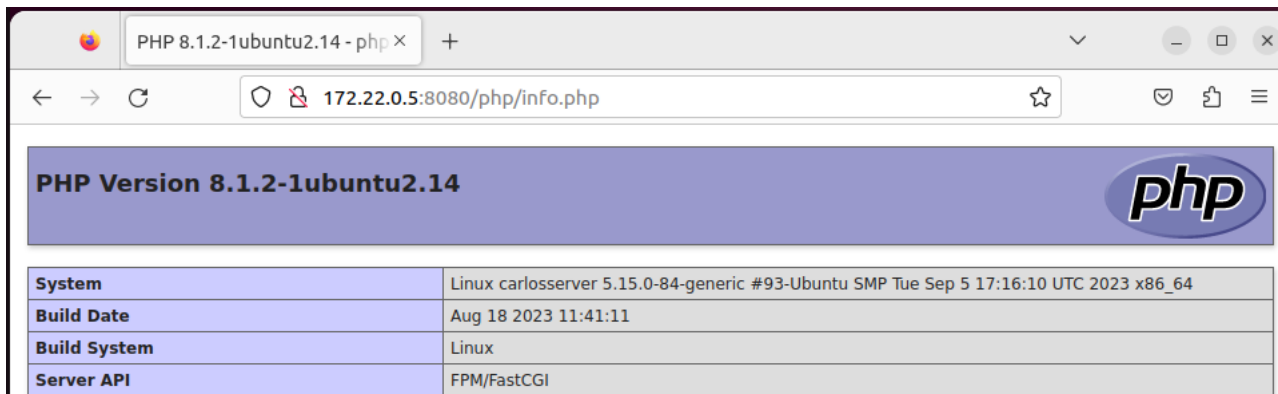 PHP 8.1.2-1ubuntu2.14 - php
172.22.0.5:8080/php/info.php
PHP Version 8.1.2-1ubuntu2.14
php
System Linux carlosserver 5.15.0-84-generic #93-Ubuntu SMP Tue Sep 5 17:16:10 UTC 2023 x86_64
Build Date Aug 18 2023 11:41:11
Build System Linux
Server API FPM/FastCGI